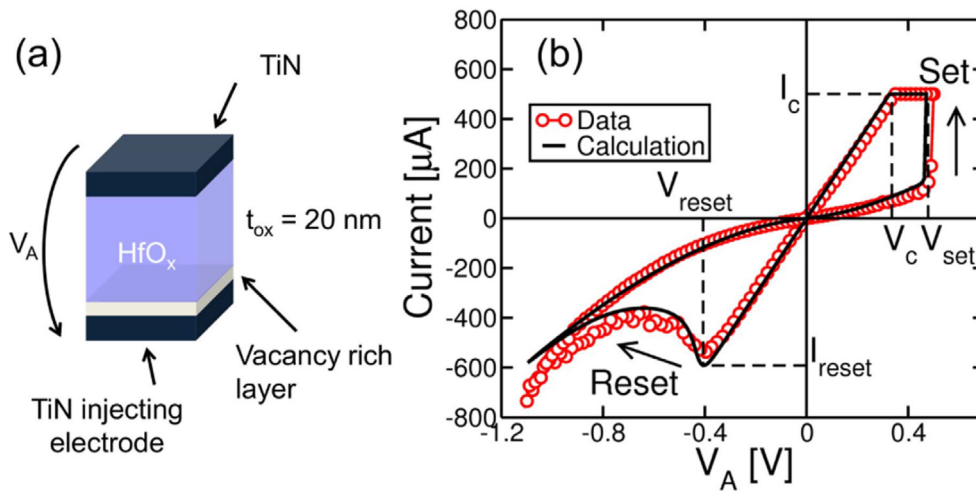 (a)
TiN
V_A
HfO_x
t_ox = 20 nm
Vacancy rich
layer
TiN injecting
electrode
(b)
800
600
400
200
0
-200
-400
-600
-800
Current [μA]
Data
Calculation
I_c
Set
V_reset
V_c
V_set
Reset
I_reset
-1.2
-0.8
-0.4
0
0.4
V_A [V]